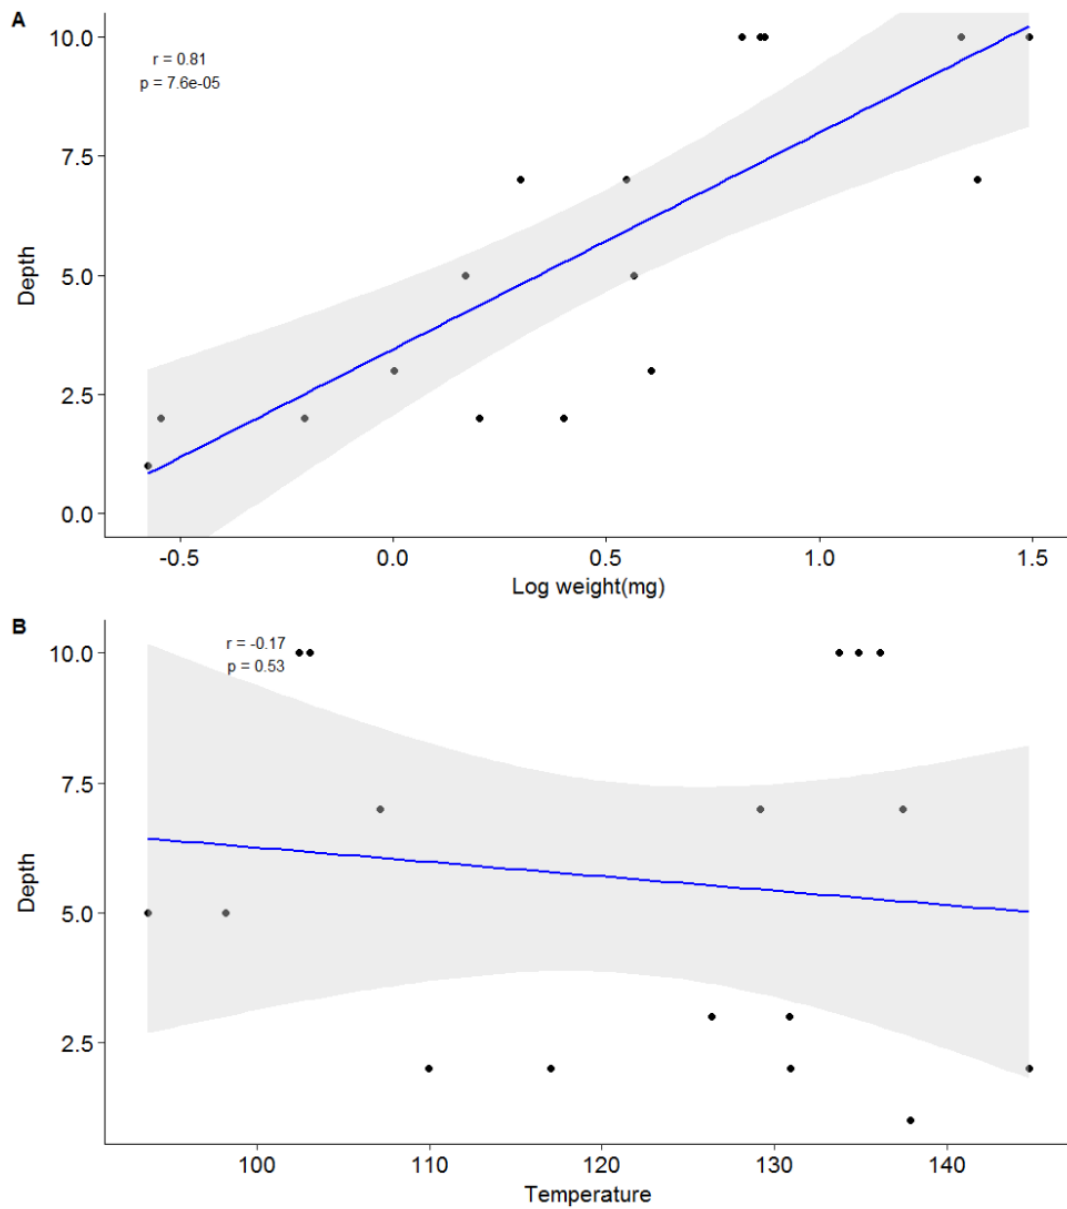 A
r = 0.81
p = 7.6e-05
10.0
7.5
5.0
2.5
0.0
Depth
-0.5 0.0 0.5 1.0 1.5
Log weight(mg)
B
r = -0.17
p = 0.53
10.0
7.5
5.0
2.5
Depth
100 110 120 130 140
Temperature